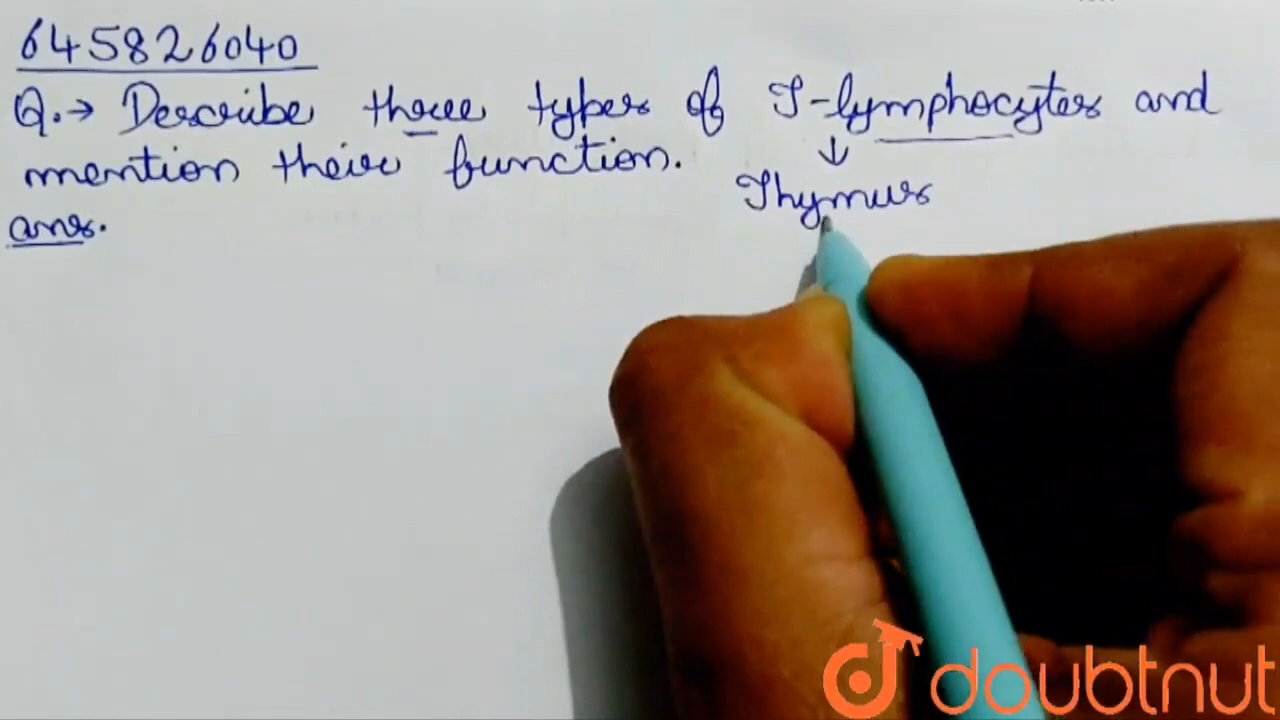 645826040
Q.→ Describe three types of T-lymphocytes and
mention their function.
↓
Thymus
ans.
doubtnut